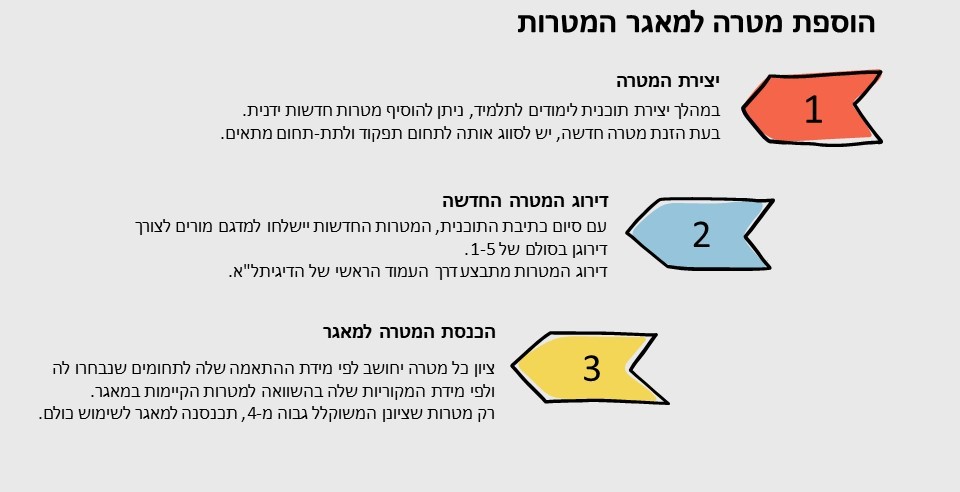 הוספת מטרה למאגר המטרות
1
יצירת המטרה
במהלך יצירת תוכנית לימודים לתלמיד, ניתן להוסיף מטרות חדשות ידנית.
בעת הזנת מטרה חדשה, יש לסווג אותה לתחום תפקוד ולתת-תחום מתאים.
2
דירוג המטרה החדשה
עם סיום כתיבת התוכנית, המטרות החדשות יישלחו למדגם מורים לצורך
דירוגן בסולם של 1-5.
דירוג המטרות מתבצע דרך העמוד הראשי של הדיגיתל"א.
3
הכנסת המטרה למאגר
ציון כל מטרה יחושב לפי מידת ההתאמה שלה לתחומים שנבחרו לה
ולפי מידת המקוריות שלה בהשוואה למטרות הקיימות במאגר.
רק מטרות שציונן המשוקלל גבוה מ-4, תכנסנה למאגר לשימוש כולם.